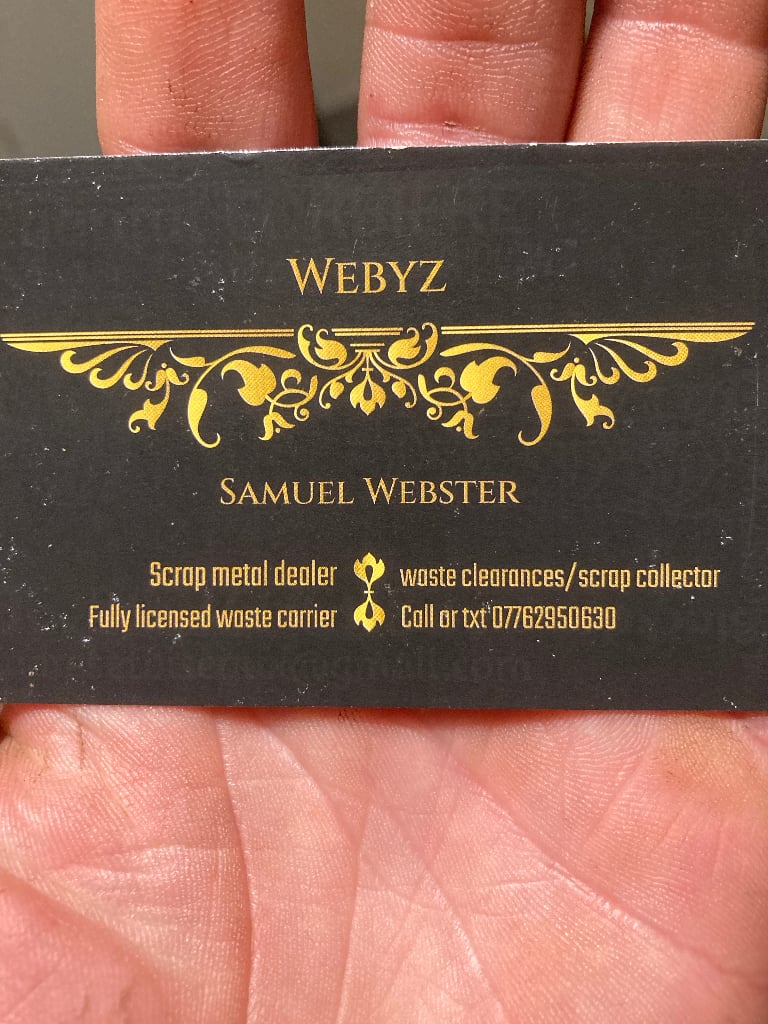 Webyz
Samuel Webster
Scrap metal dealer waste clearances/scrap collector
Fully licensed waste carrier Call or txt 07762950630